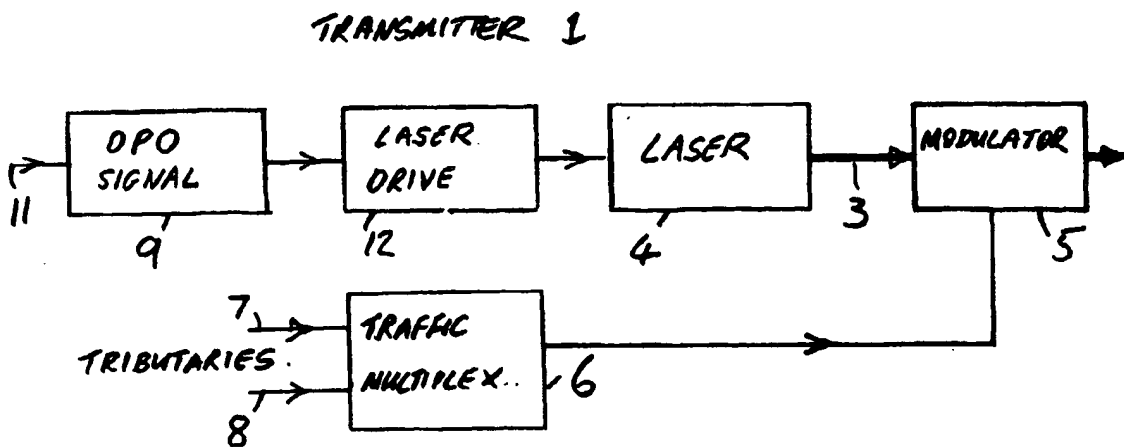 TRANSMITTER 1
OPO SIGNAL
LASER DRIVE
LASER
MODULATOR
11
9
12
4
3
5
7
TRIBUTARIES.
8
TRAFFIC MULTIPLEX..
6